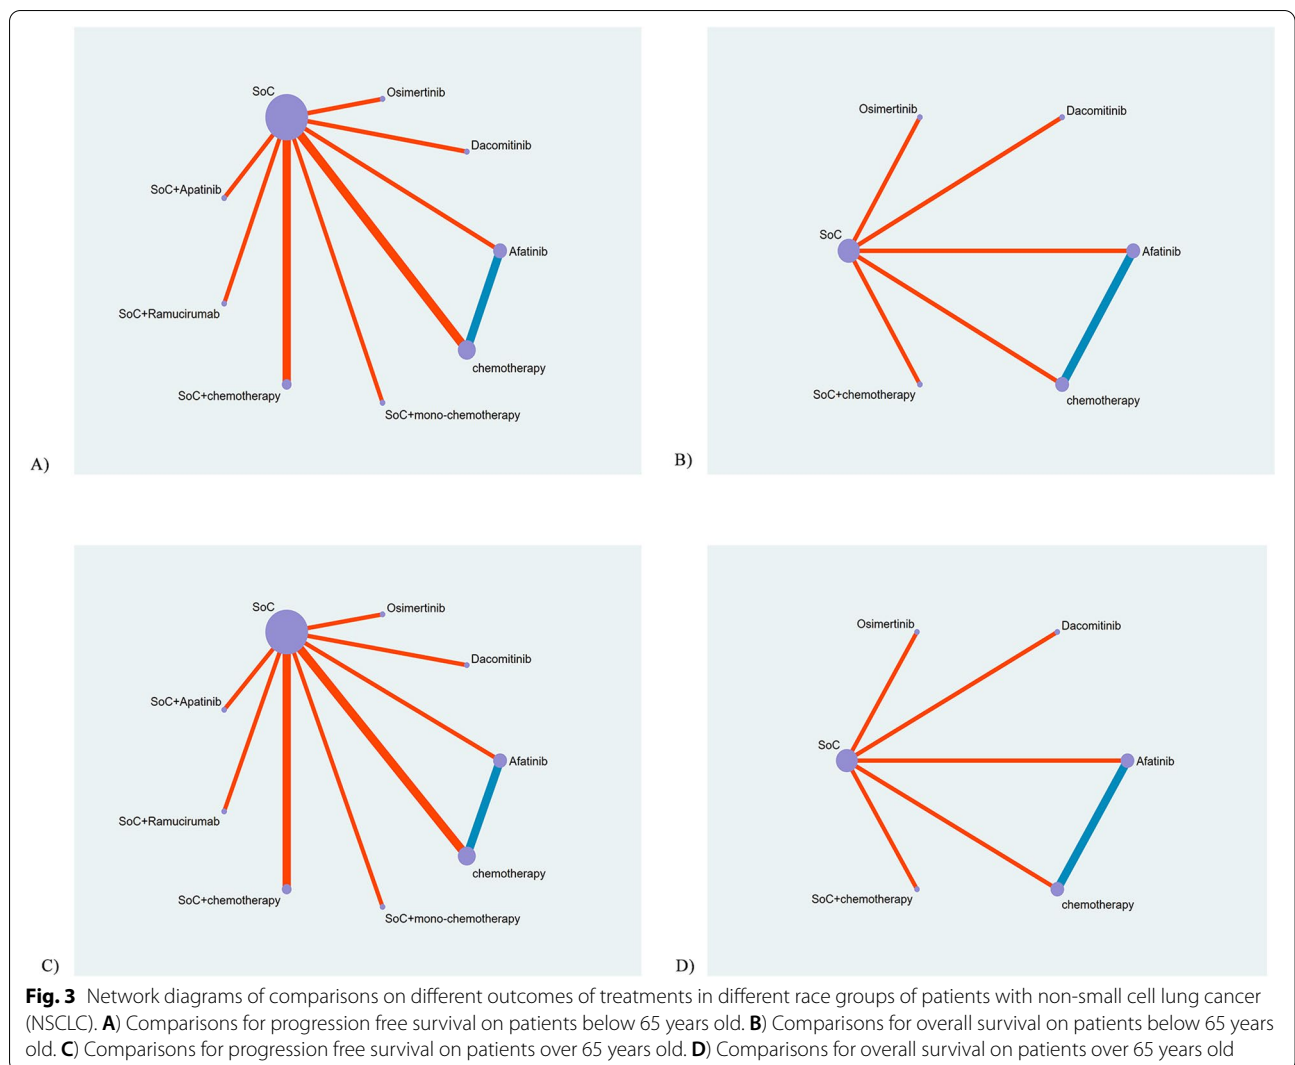 SoC
Osimertinib
Dacomitinib
SoC+Apatinib
Afatinib
SoC+Ramucirumab
chemotherapy
SoC+chemotherapy
SoC+mono-chemotherapy
A)
Osimertinib
Dacomitinib
SoC
Afatinib
SoC+chemotherapy
chemotherapy
B)
SoC
Osimertinib
Dacomitinib
SoC+Apatinib
Afatinib
SoC+Ramucirumab
chemotherapy
SoC+chemotherapy
SoC+mono-chemotherapy
C)
Osimertinib
Dacomitinib
SoC
Afatinib
SoC+chemotherapy
chemotherapy
D)
Fig. 3 Network diagrams of comparisons on different outcomes of treatments in different race groups of patients with non-small cell lung cancer
(NSCLC). A) Comparisons for progression free survival on patients below 65 years old. B) Comparisons for overall survival on patients below 65 years
old. C) Comparisons for progression free survival on patients over 65 years old. D) Comparisons for overall survival on patients over 65 years old